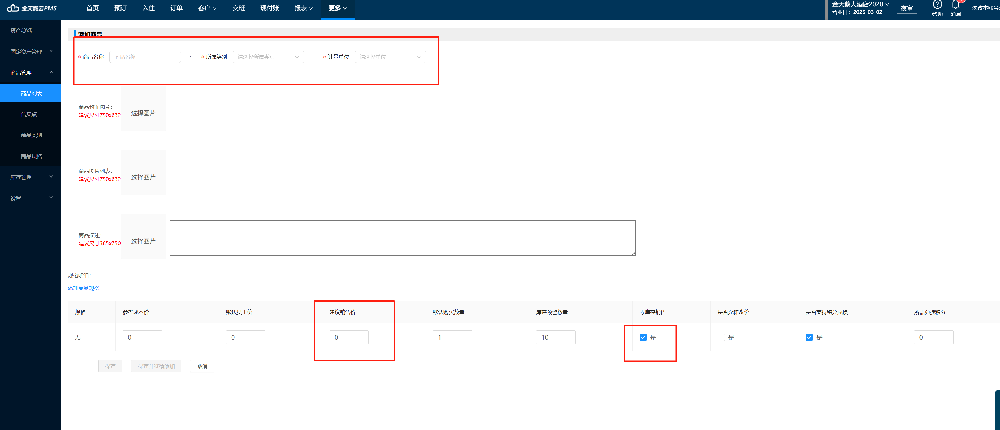 金天鹅云PMS 首页 预订 入住 订单 客户 交班 现付账 报表 更多 金天鹅大酒店2020 夜审 帮助 消息
营业日：2025-03-02
资产总览
固定资产管理
商品管理
商品列表
售卖点
商品类别
商品规格
库存管理
设置
添加商品
* 商品名称： 商品名称 * 所属类别： 请选择所属类别 * 计量单位： 请选择单位
商品封面图片：
建议尺寸750x632
选择图片
商品图片列表：
建议尺寸750x632
选择图片
商品描述：
建议尺寸385x750
选择图片
规格明细：
添加商品规格
规格 参考成本价 默认员工价 建议销售价 默认购买数量 库存预警数量 零库存销售 是否允许改价 是否支持积分兑换 所需兑换积分
无 0 0 0 1 10 是 是 是 0
保存 保存并继续添加 取消
勿改本账号